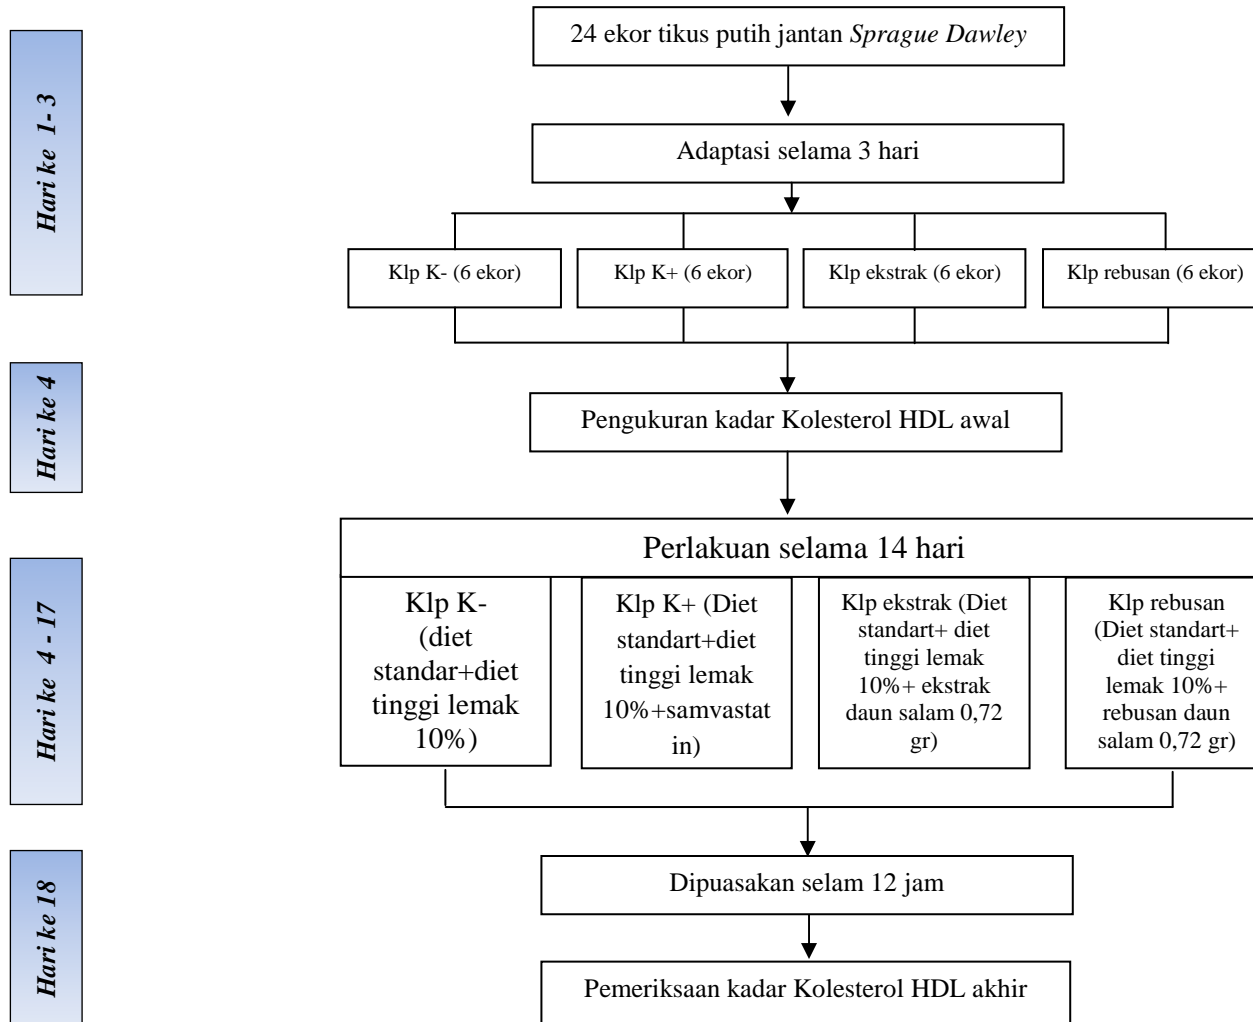 24 ekor tikus putih jantan Sprague Dawley
Hari ke 1- 3
Adaptasi selama 3 hari
Klp K- (6 ekor)
Klp K+ (6 ekor)
Klp ekstrak (6 ekor)
Klp rebusan (6 ekor)
Hari ke 4
Pengukuran kadar Kolesterol HDL awal
Hari ke 4 - 17
Perlakuan selama 14 hari
Klp K-
(diet
standar+diet
tinggi lemak
10%)
Klp K+ (Diet
standart+diet
tinggi lemak
10%+samvastat
in)
Klp ekstrak (Diet
standart+ diet
tinggi lemak
10%+ ekstrak
daun salam 0,72
gr)
Klp rebusan
(Diet standart+
diet tinggi
lemak 10%+
rebusan daun
salam 0,72 gr)
Hari ke 18
Dipuasakan selam 12 jam
Pemeriksaan kadar Kolesterol HDL akhir